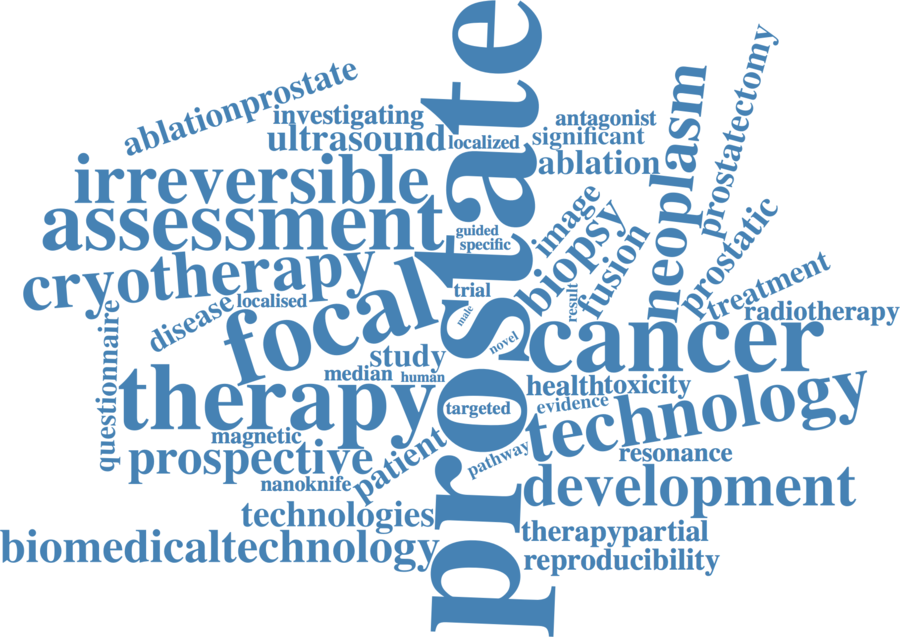 prostate
ablationprostate
investigating
ultrasound
localized
antagonist
significant
ablation
irreversible
assessment
guided
specific
image
biopsy
fusion
neoplasm
prostatectomy
prostatic
cryotherapy
localised
disease
focal
trial
male
novel
result
treatment
radiotherapy
cancer
questionnaire
study
median
human
therapy
targeted
healthtoxicity
evidence
technology
magnetic
prospective
patient
pathway
resonance
nanoknife
development
technologies
therapypartial
biomedicaltechnology
reproducibility